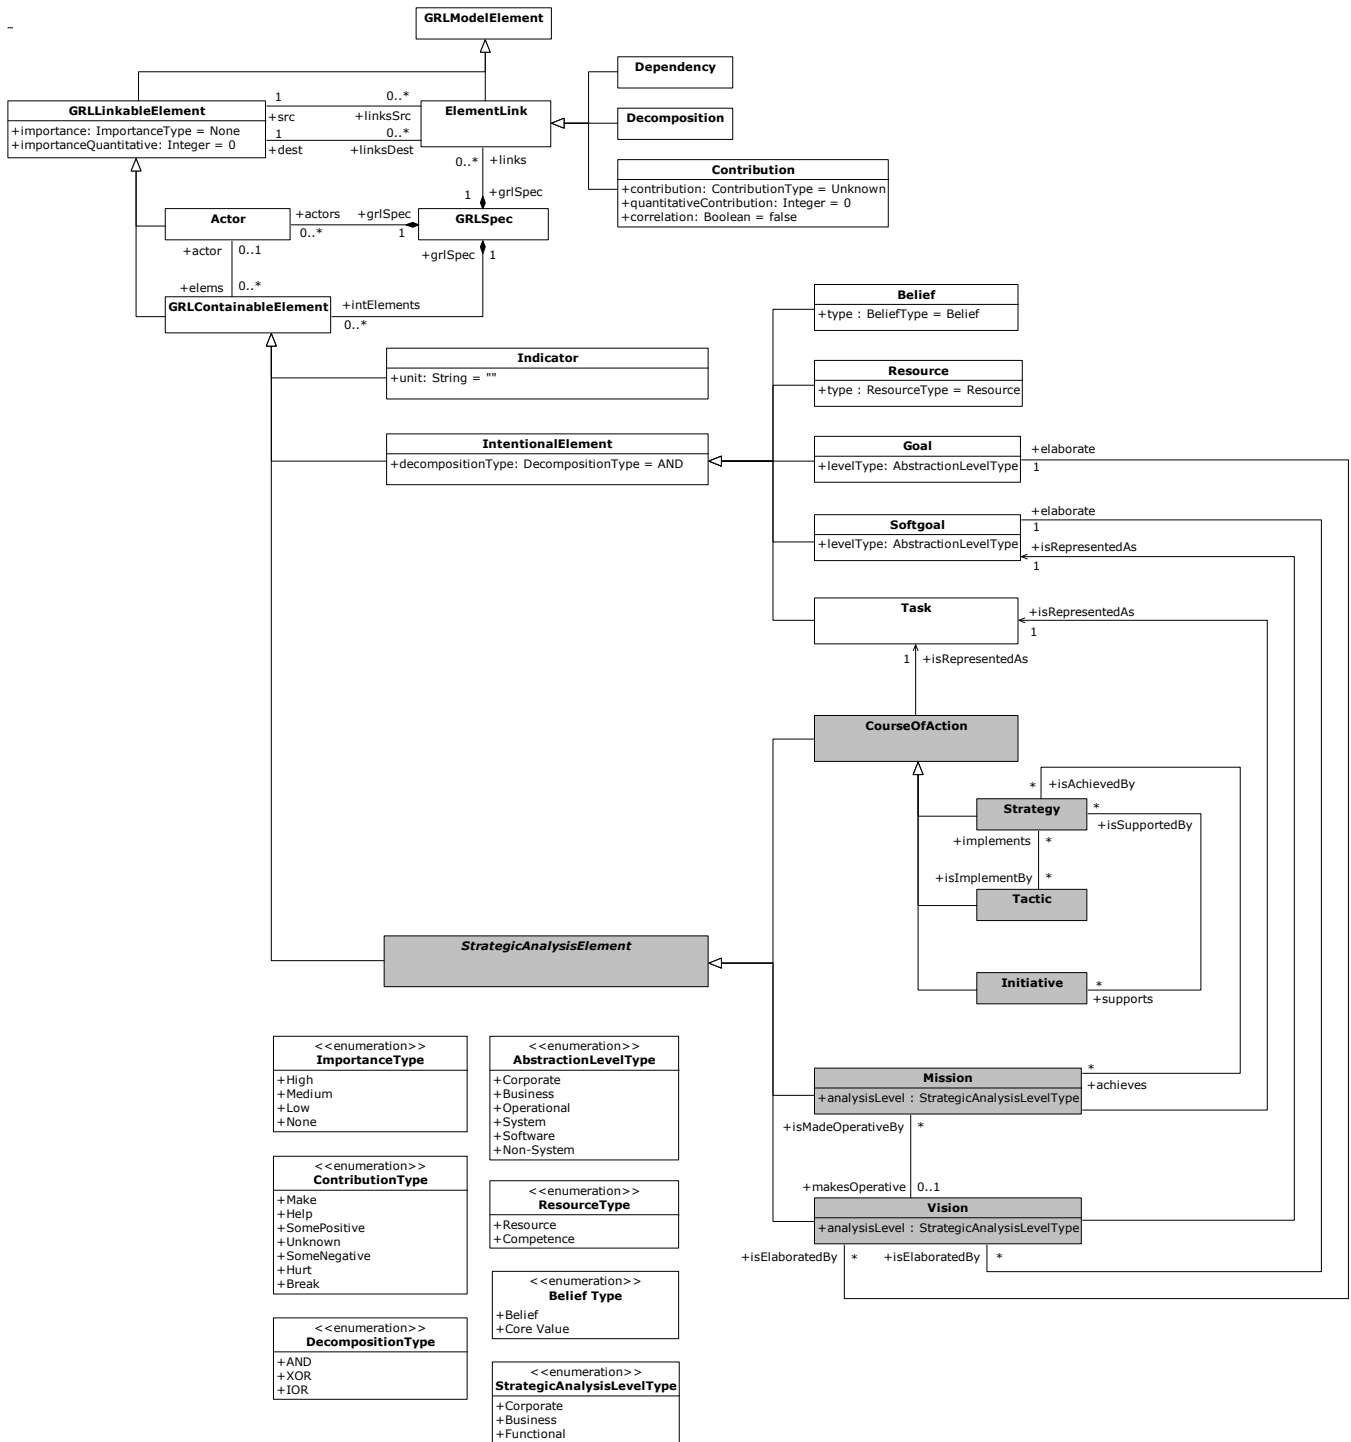 GRLModelElement
Dependency
GRLLinkableElement
+importance: ImportanceType = None
+importanceQuantitative: Integer = 0
1
0..*
+src
+linksSrc
1
0..*
+dest
+linksDest
ElementLink
Decomposition
Contribution
+contribution: ContributionType = Unknown
+quantitativeContribution: Integer = 0
+correlation: Boolean = false
0..*
+links
1
+grlSpec
Actor
+actors
+grlSpec
0..*
1
GRLSpec
+actor
0..1
+grlSpec
1
+elems
0..*
GRLContainableElement
+intElements
0..*
Belief
+type : BeliefType = Belief
Indicator
+unit: String = ""
Resource
+type : ResourceType = Resource
IntentionalElement
+decompositionType: DecompositionType = AND
Goal
+levelType: AbstractionLevelType
+elaborate
1
Softgoal
+levelType: AbstractionLevelType
+elaborate
1
+isRepresentedAs
1
Task
+isRepresentedAs
1
1
+isRepresentedAs
CourseOfAction
* +isAchievedBy
Strategy
*
+isSupportedBy
+implements
*
+isImplementBy
*
Tactic
StrategicAnalysisElement
Initiative
*
+supports
Mission
+analysisLevel : StrategicAnalysisLevelType
*
+achieves
+isMadeOperativeBy
*
+makesOperative
0..1
Vision
+analysisLevel : StrategicAnalysisLevelType
+isElaboratedBy
*
+isElaboratedBy
*
<<enumeration>>
ImportanceType
+High
+Medium
+Low
+None
<<enumeration>>
AbstractionLevelType
+Corporate
+Business
+Operational
+System
+Software
+Non-System
<<enumeration>>
ContributionType
+Make
+Help
+SomePositive
+Unknown
+SomeNegative
+Hurt
+Break
<<enumeration>>
ResourceType
+Resource
+Competence
<<enumeration>>
Belief Type
+Belief
+Core Value
<<enumeration>>
DecompositionType
+AND
+XOR
+IOR
<<enumeration>>
StrategicAnalysisLevelType
+Corporate
+Business
+Functional